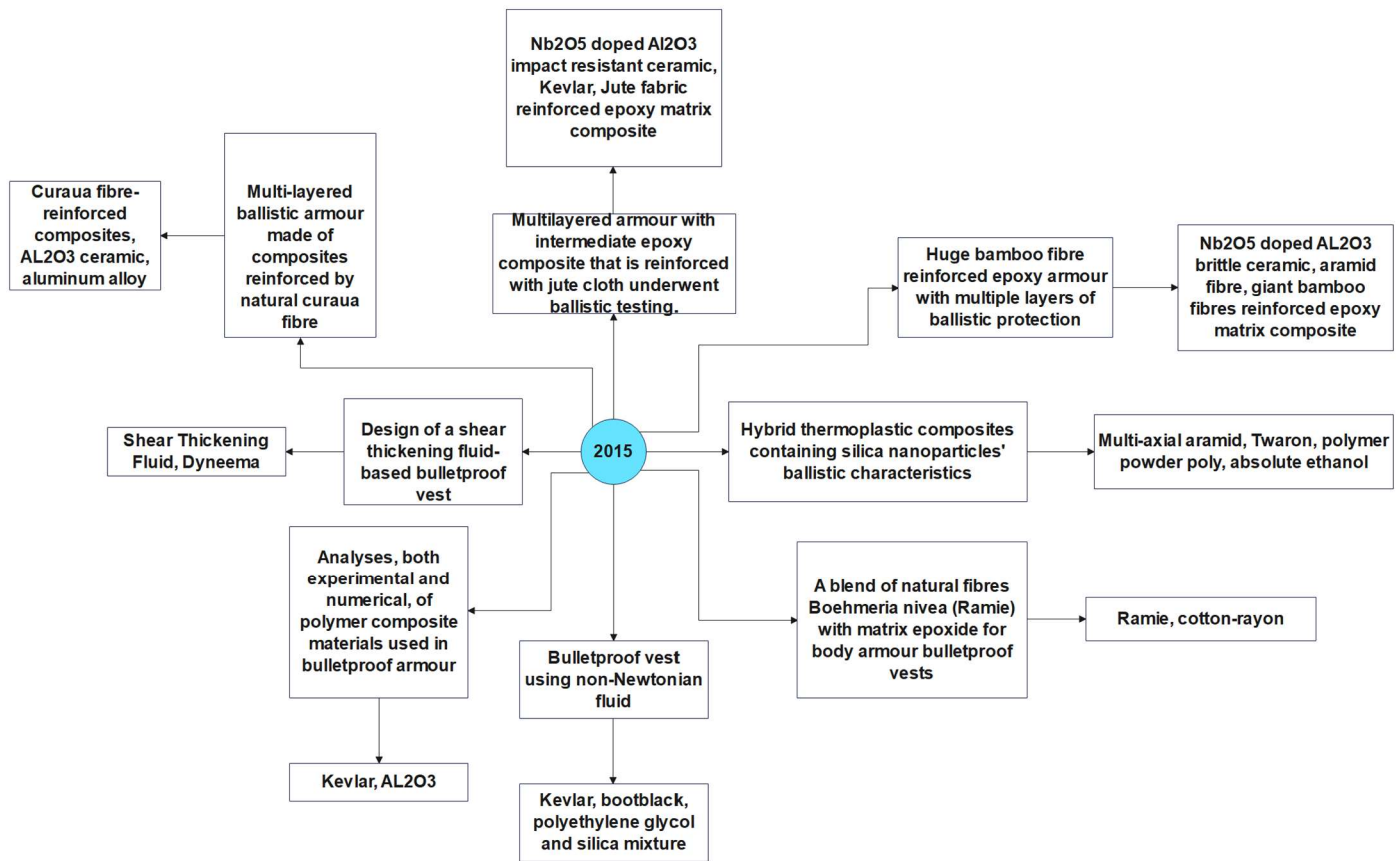 Nb2O5 doped Al2O3
impact resistant ceramic,
Kevlar, Jute fabric
reinforced epoxy matrix
composite
Curaua fibre-
reinforced
composites,
AL2O3 ceramic,
aluminum alloy
Multi-layered
ballistic armour
made of
composites
reinforced by
natural curaua
fibre
Multilayered armour with
intermediate epoxy
composite that is reinforced
with jute cloth underwent
ballistic testing.
Huge bamboo fibre
reinforced epoxy armour
with multiple layers of
ballistic protection
Nb2O5 doped AL2O3
brittle ceramic, aramid
fibre, giant bamboo
fibres reinforced epoxy
matrix composite
Shear Thickening
Fluid, Dyneema
Design of a shear
thickening fluid-
based bulletproof
vest
2015
Hybrid thermoplastic composites
containing silica nanoparticles'
ballistic characteristics
Multi-axial aramid, Twaron, polymer
powder poly, absolute ethanol
Analyses, both
experimental and
numerical, of
polymer composite
materials used in
bulletproof armour
Bulletproof vest
using non-Newtonian
fluid
A blend of natural fibres
Boehmeria nivea (Ramie)
with matrix epoxide for
body armour bulletproof
vests
Ramie, cotton-rayon
Kevlar, AL2O3
Kevlar, bootblack,
polyethylene glycol
and silica mixture